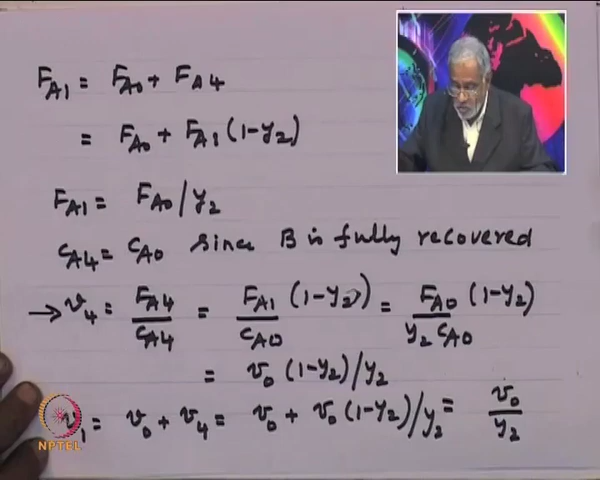 F_A1 = F_A0 + F_A4
= F_A0 + F_A1 (1-y_2)
F_A1 = F_A0 / y_2
C_A4 = C_A0 since B is fully recovered
→ v_4 = F_A4 / C_A4 = F_A1 (1-y_2) / C_A0 = F_A0 (1-y_2) / y_2 C_A0
= v_0 (1-y_2) / y_2
v_1 = v_0 + v_4 = v_0 + v_0 (1-y_2) / y_2 = v_0 / y_2
NPTEL